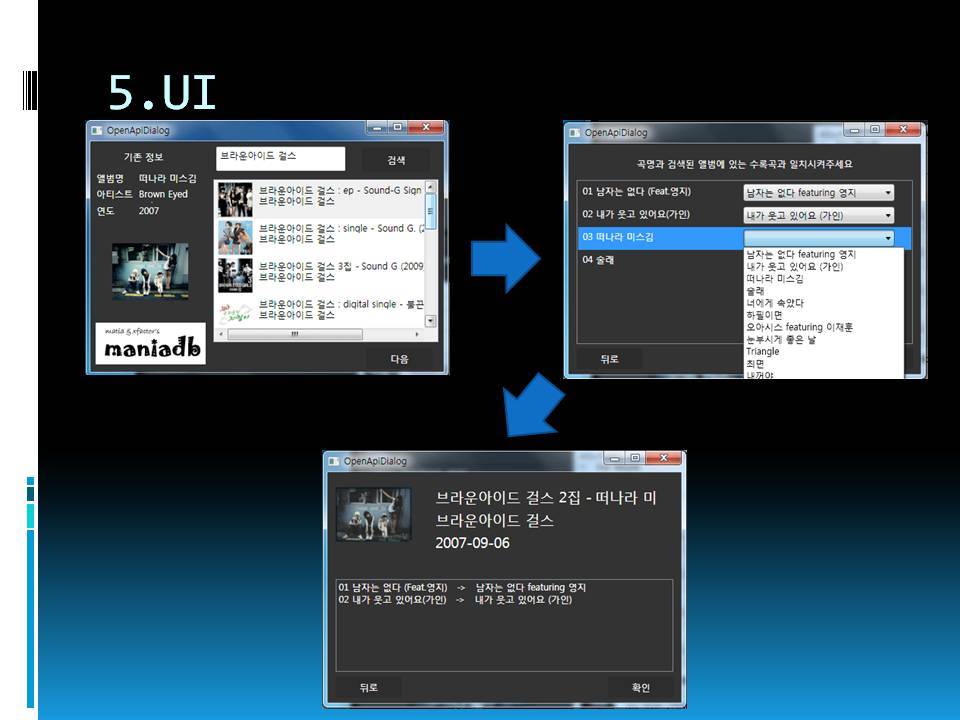 5.UI
OpenApiDialog
기존 정보
브라운아이드 걸스
검색
앨범명 떠나라 미스김
아티스트 Brown Eyed
연도 2007
브라운아이드 걸스 : ep - Sound-G Sign
브라운아이드 걸스
브라운아이드 걸스 : single - Sound G. (2
브라운아이드 걸스
브라운아이드 걸스 3집 - Sound G (2009
브라운아이드 걸스
브라운아이드 걸스 : digital single - 불끈
브라운아이드 걸스
matia & xfactor's
maniadb
다음
OpenApiDialog
곡명과 검색된 앨범에 있는 수록곡과 일치시켜주세요
01 남자는 없다 (Feat.영지) 남자는 없다 featuring 영지
02 내가 웃고 있어요(가인) 내가 웃고 있어요 (가인)
03 떠나라 미스김
04 술래
남자는 없다 featuring 영지
내가 웃고 있어요 (가인)
떠나라 미스김
술래
너에게 속았다
하필이면
오아시스 featuring 이재훈
눈부시게 좋은 날
Triangle
최면
내꺼야
뒤로
OpenApiDialog
브라운아이드 걸스 2집 - 떠나라 미
브라운아이드 걸스
2007-09-06
01 남자는 없다 (Feat.영지) -> 남자는 없다 featuring 영지
02 내가 웃고 있어요(가인) -> 내가 웃고 있어요 (가인)
뒤로
확인